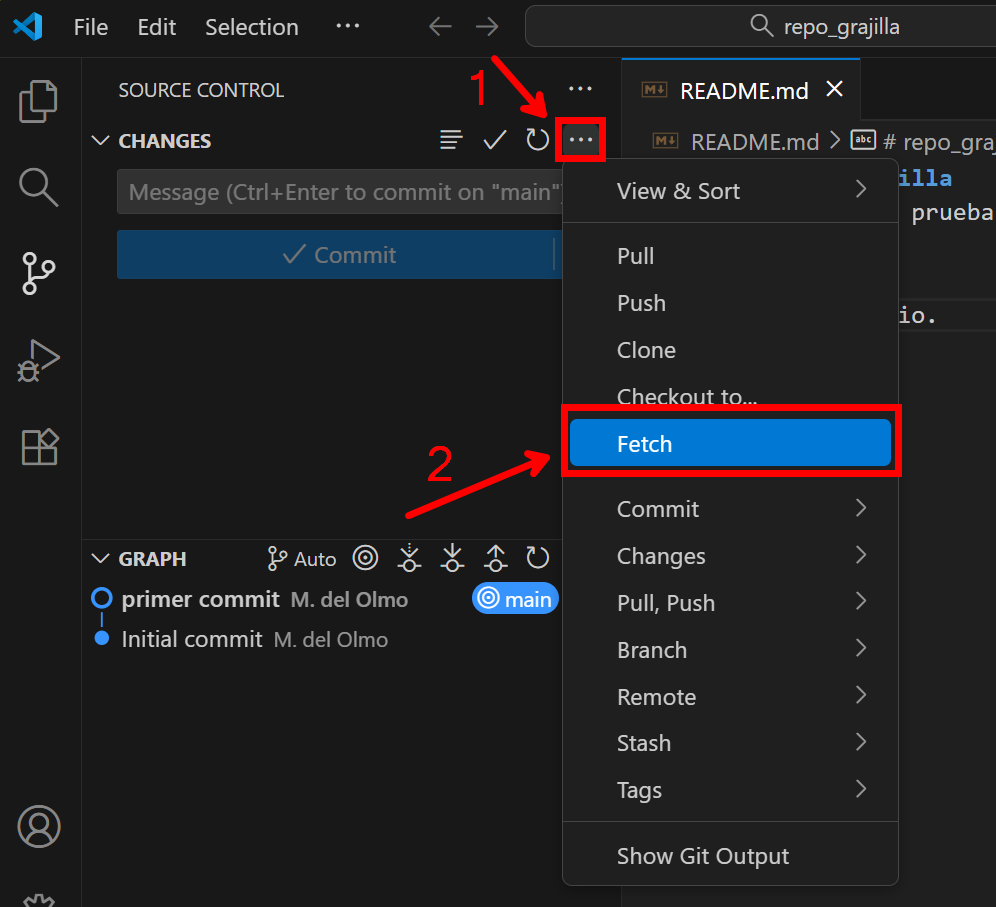 File Edit Selection ···
repo_grajilla
SOURCE CONTROL ···
1
README.md
CHANGES ···
README.md > abc # repo_graj
Message (Ctrl+Enter to commit on "main")
Commit
View & Sort
illa
prueba
Pull
Push
io.
Clone
Checkout to...
Fetch
2
Commit
Changes
Pull, Push
Branch
Remote
Stash
Tags
Show Git Output
GRAPH Auto
primer commit M. del Olmo main
Initial commit M. del Olmo